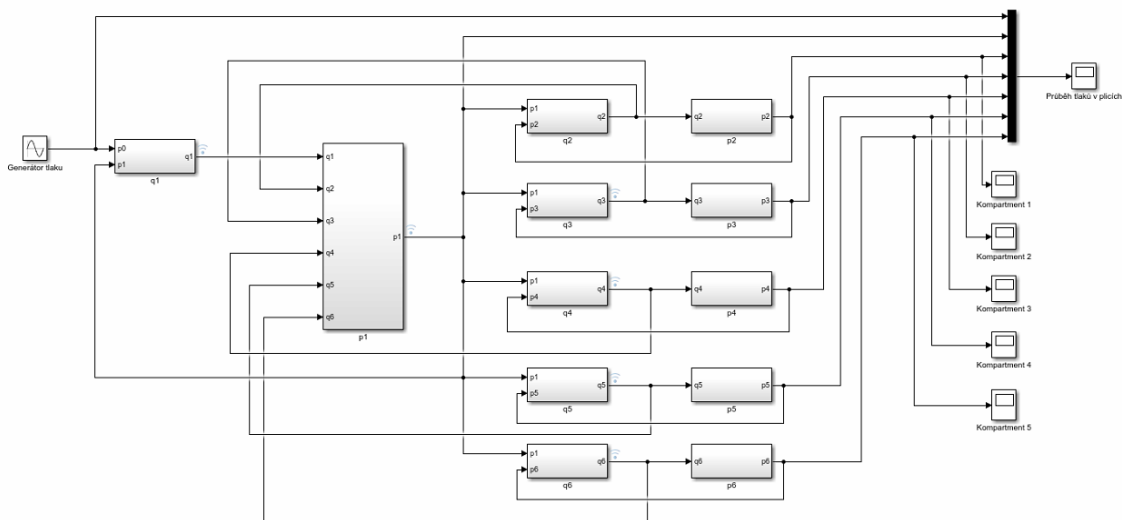 Generátor tlaku
p0
p1
q1
q1
q1
q2
q3
q4
q5
q6
p1
p1
p1
p2
q2
q2
q2
p2
p2
p1
p3
q3
q3
q3
p3
p3
p1
p4
q4
q4
q4
p4
p4
p1
p5
q5
q5
q5
p5
p5
p1
p6
q6
q6
q6
p6
p6
Průběh tlaků v plicích
Kompartment 1
Kompartment 2
Kompartment 3
Kompartment 4
Kompartment 5